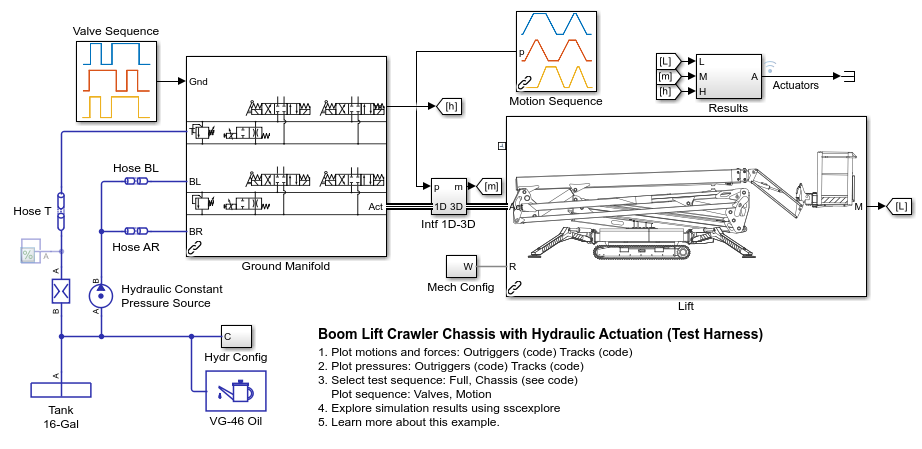 Valve Sequence
Gnd
T
BL
BR
Act
Ground Manifold
[h]
p
Motion Sequence
[L]
[m]
[h]
L
M
H
A
Results
Actuators
Hose BL
Hose T
Hose AR
%
A
p
m
1D
3D
Intf 1D-3D
[m]
Act
R
M
[L]
Lift
W
Mech Config
A
B
B
A
Hydraulic Constant
Pressure Source
C
Hydr Config
A
Tank
16-Gal
VG-46 Oil
Boom Lift Crawler Chassis with Hydraulic Actuation (Test Harness)
1. Plot motions and forces: Outriggers (code) Tracks (code)
2. Plot pressures: Outriggers (code) Tracks (code)
3. Select test sequence: Full, Chassis (see code)
Plot sequence: Valves, Motion
4. Explore simulation results using sscexplore
5. Learn more about this example.